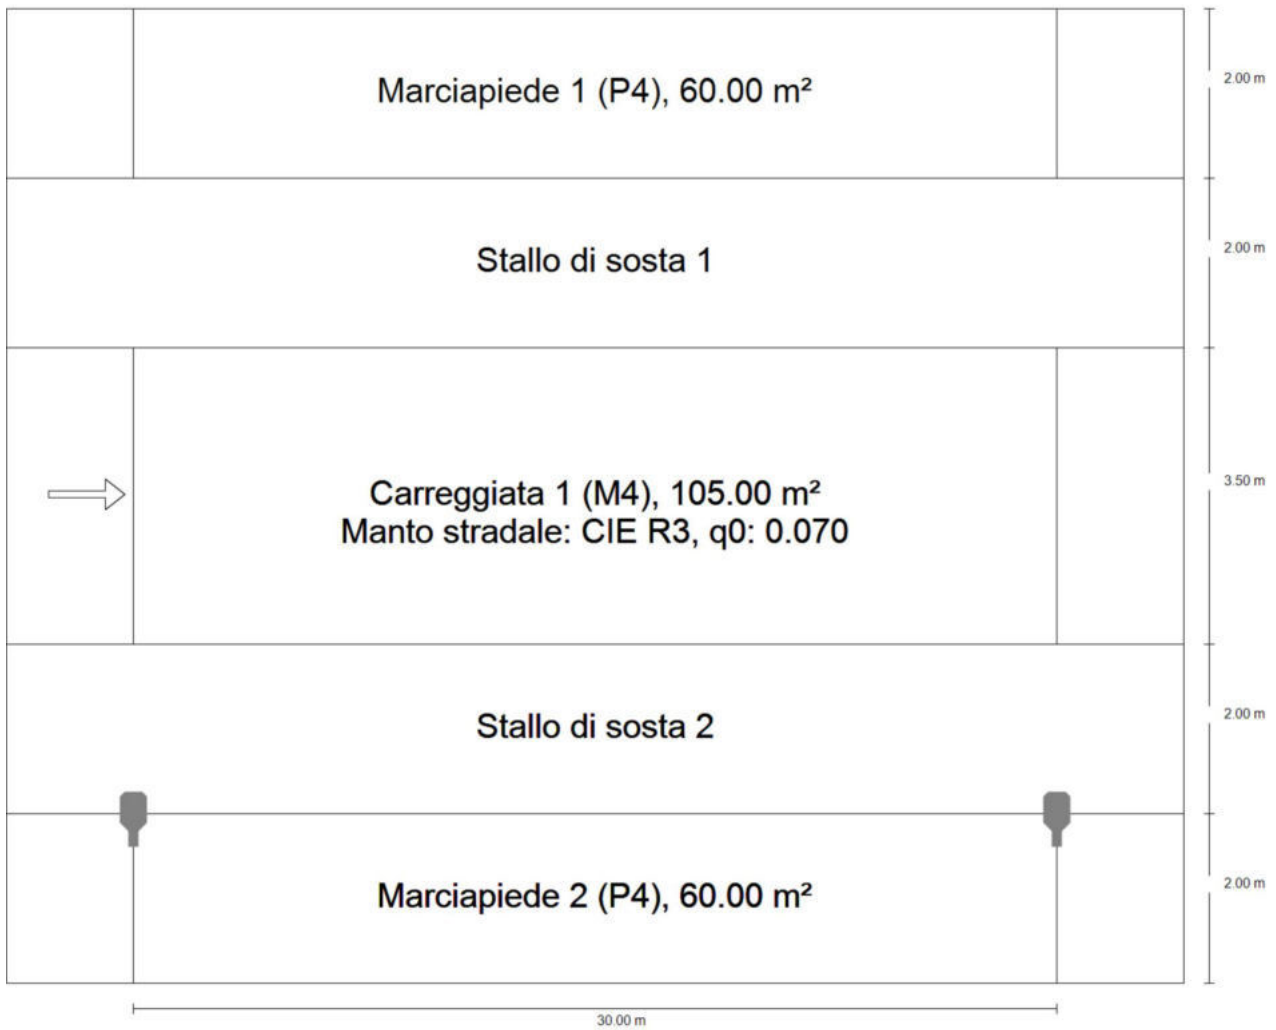 Marciapiede 1 (P4), 60.00 m²
2.00 m
Stallo di sosta 1
2.00 m
Carreggiata 1 (M4), 105.00 m²
Manto stradale: CIE R3, q0: 0.070
3.50 m
Stallo di sosta 2
2.00 m
Marciapiede 2 (P4), 60.00 m²
2.00 m
30.00 m